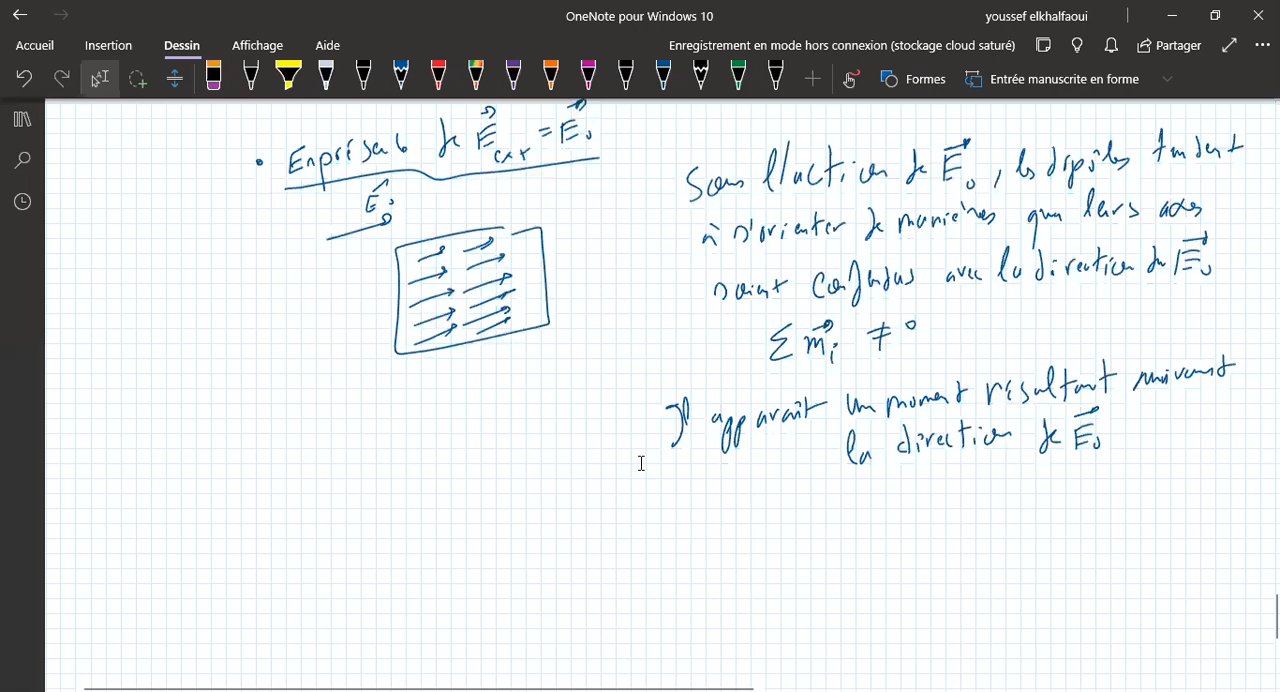 OneNote pour Windows 10
youssef elkhalfaoui
Accueil
Insertion
Dessin
Affichage
Aide
Enregistrement en mode hors connexion (stockage cloud saturé)
Partager
Formes
Entrée manuscrite en forme
• En présab de E⃗ext = E⃗0
E⃗0
Sous l'action de E⃗0, les dipôles tendent
à s'orienter de manières que leurs axes
soient confondus avec la direction du E⃗0
Σ m⃗i ≠ 0
Il apparaît un moment résultant suivant
la direction de E⃗0